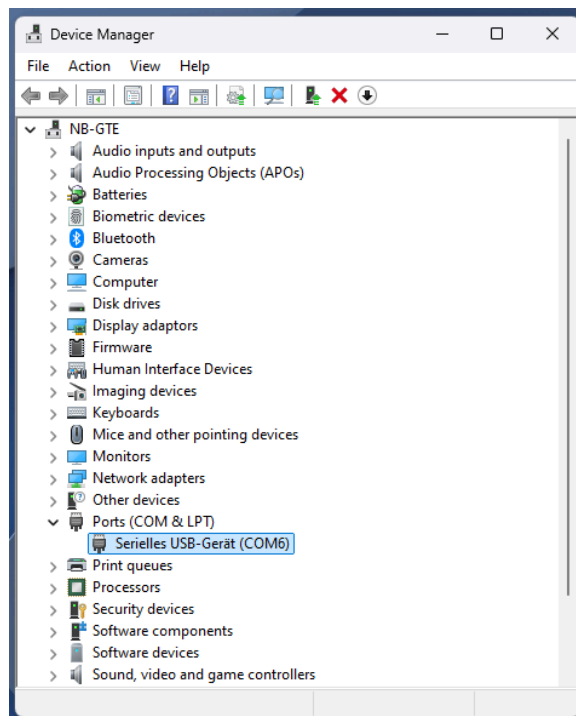 Device Manager
File Action View Help
NB-GTE
Audio inputs and outputs
Audio Processing Objects (APOs)
Batteries
Biometric devices
Bluetooth
Cameras
Computer
Disk drives
Display adaptors
Firmware
Human Interface Devices
Imaging devices
Keyboards
Mice and other pointing devices
Monitors
Network adapters
Other devices
Ports (COM & LPT)
Serielles USB-Gerät (COM6)
Print queues
Processors
Security devices
Software components
Software devices
Sound, video and game controllers